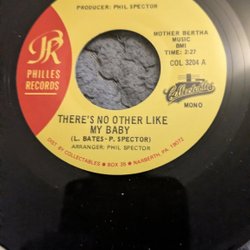 PRODUCER: PHIL SPECTOR
PR
PHILLES
RECORDS
MOTHER BERTHA
MUSIC
BMI
TIME: 2:27
COL 3204 A
Collectables
MONO
THERE'S NO OTHER LIKE
MY BABY
(L. BATES-P. SPECTOR)
ARRANGER: PHIL SPECTOR
DIST. BY COLLECTABLES • BOX 35 • NARBERTH, PA 19072